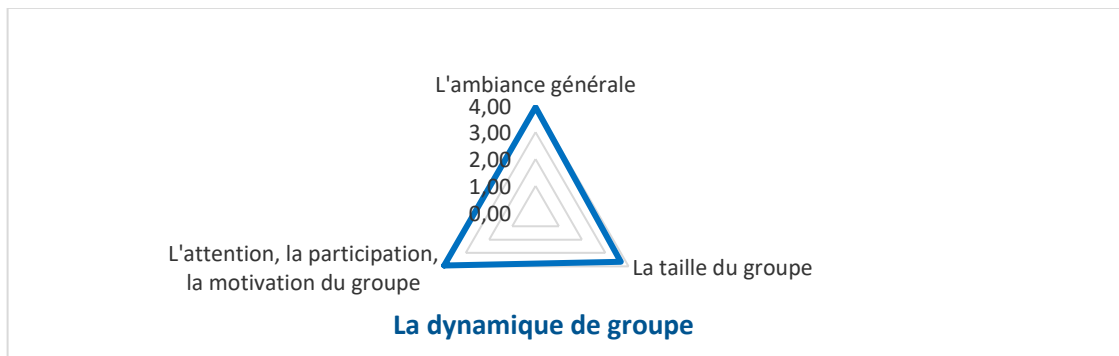 L'ambiance générale
4,00
3,00
2,00
1,00
0,00
L'attention, la participation,
la motivation du groupe
La taille du groupe
La dynamique de groupe